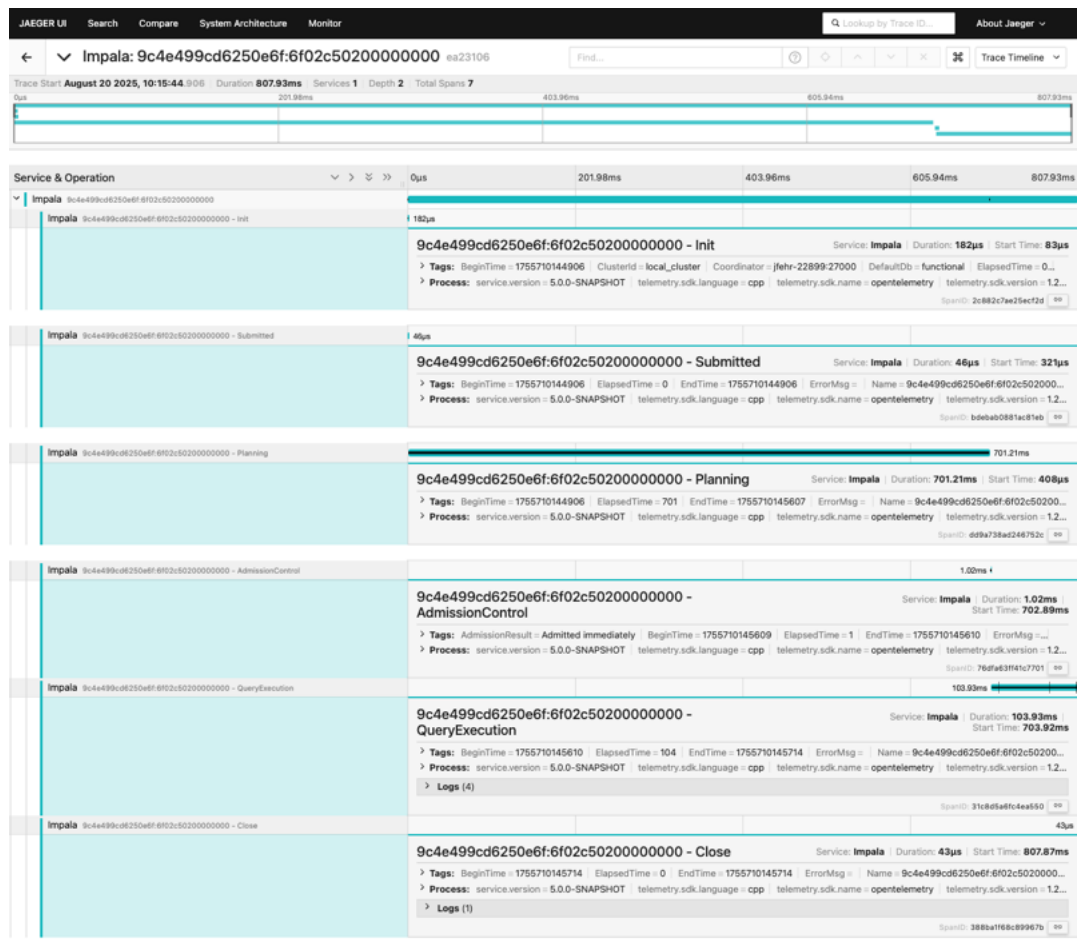 JAEGER UI Search Compare System Architecture Monitor Lookup by Trace ID... About Jaeger
Impala: 9c4e499cd6250e6f:6f02c50200000000 ea23106 Find... Trace Timeline
Trace Start August 20 2025, 10:15:44.906 Duration 807.93ms Services 1 Depth 2 Total Spans 7
0μs 201.98ms 403.96ms 605.94ms 807.93ms
Service & Operation 0μs 201.98ms 403.96ms 605.94ms 807.93ms
Impala 9c4e499cd6250e6f:6f02c50200000000
Impala 9c4e499cd6250e6f:6f02c50200000000 - Init 182μs
9c4e499cd6250e6f:6f02c50200000000 - Init Service: Impala Duration: 182μs Start Time: 83μs
Tags: BeginTime = 1755710144906 ClusterId = local_cluster Coordinator = jfehr-22899:27000 DefaultDb = functional ElapsedTime = 0...
Process: service.version = 5.0.0-SNAPSHOT telemetry.sdk.language = cpp telemetry.sdk.name = opentelemetry telemetry.sdk.version = 1.2...
SpanID: 2c882c7ae25ecf2d
Impala 9c4e499cd6250e6f:6f02c50200000000 - Submitted 46μs
9c4e499cd6250e6f:6f02c50200000000 - Submitted Service: Impala Duration: 46μs Start Time: 321μs
Tags: BeginTime = 1755710144906 ElapsedTime = 0 EndTime = 1755710144906 ErrorMsg = Name = 9c4e499cd6250e6f:6f02c502000...
Process: service.version = 5.0.0-SNAPSHOT telemetry.sdk.language = cpp telemetry.sdk.name = opentelemetry telemetry.sdk.version = 1.2...
SpanID: bdebab0881ac81eb
Impala 9c4e499cd6250e6f:6f02c50200000000 - Planning 701.21ms
9c4e499cd6250e6f:6f02c50200000000 - Planning Service: Impala Duration: 701.21ms Start Time: 408μs
Tags: BeginTime = 1755710144906 ElapsedTime = 701 EndTime = 1755710145607 ErrorMsg = Name = 9c4e499cd6250e6f:6f02c50200...
Process: service.version = 5.0.0-SNAPSHOT telemetry.sdk.language = cpp telemetry.sdk.name = opentelemetry telemetry.sdk.version = 1.2...
SpanID: dd9a738ad246752c
Impala 9c4e499cd6250e6f:6f02c50200000000 - AdmissionControl 1.02ms
9c4e499cd6250e6f:6f02c50200000000 - Service: Impala Duration: 1.02ms
AdmissionControl Start Time: 702.89ms
Tags: AdmissionResult = Admitted immediately BeginTime = 1755710145609 ElapsedTime = 1 EndTime = 1755710145610 ErrorMsg =...
Process: service.version = 5.0.0-SNAPSHOT telemetry.sdk.language = cpp telemetry.sdk.name = opentelemetry telemetry.sdk.version = 1.2...
SpanID: 76dfa63ff41c7701
Impala 9c4e499cd6250e6f:6f02c50200000000 - QueryExecution 103.93ms
9c4e499cd6250e6f:6f02c50200000000 - Service: Impala Duration: 103.93ms
QueryExecution Start Time: 703.92ms
Tags: BeginTime = 1755710145610 ElapsedTime = 104 EndTime = 1755710145714 ErrorMsg = Name = 9c4e499cd6250e6f:6f02c50200...
Process: service.version = 5.0.0-SNAPSHOT telemetry.sdk.language = cpp telemetry.sdk.name = opentelemetry telemetry.sdk.version = 1.2...
Logs (4)
SpanID: 31c8d5a6fc4ea550
Impala 9c4e499cd6250e6f:6f02c50200000000 - Close 43μs
9c4e499cd6250e6f:6f02c50200000000 - Close Service: Impala Duration: 43μs Start Time: 807.87ms
Tags: BeginTime = 1755710145714 ElapsedTime = 0 EndTime = 1755710145714 ErrorMsg = Name = 9c4e499cd6250e6f:6f02c5020000...
Process: service.version = 5.0.0-SNAPSHOT telemetry.sdk.language = cpp telemetry.sdk.name = opentelemetry telemetry.sdk.version = 1.2...
Logs (1)
SpanID: 388ba1f68c89967b